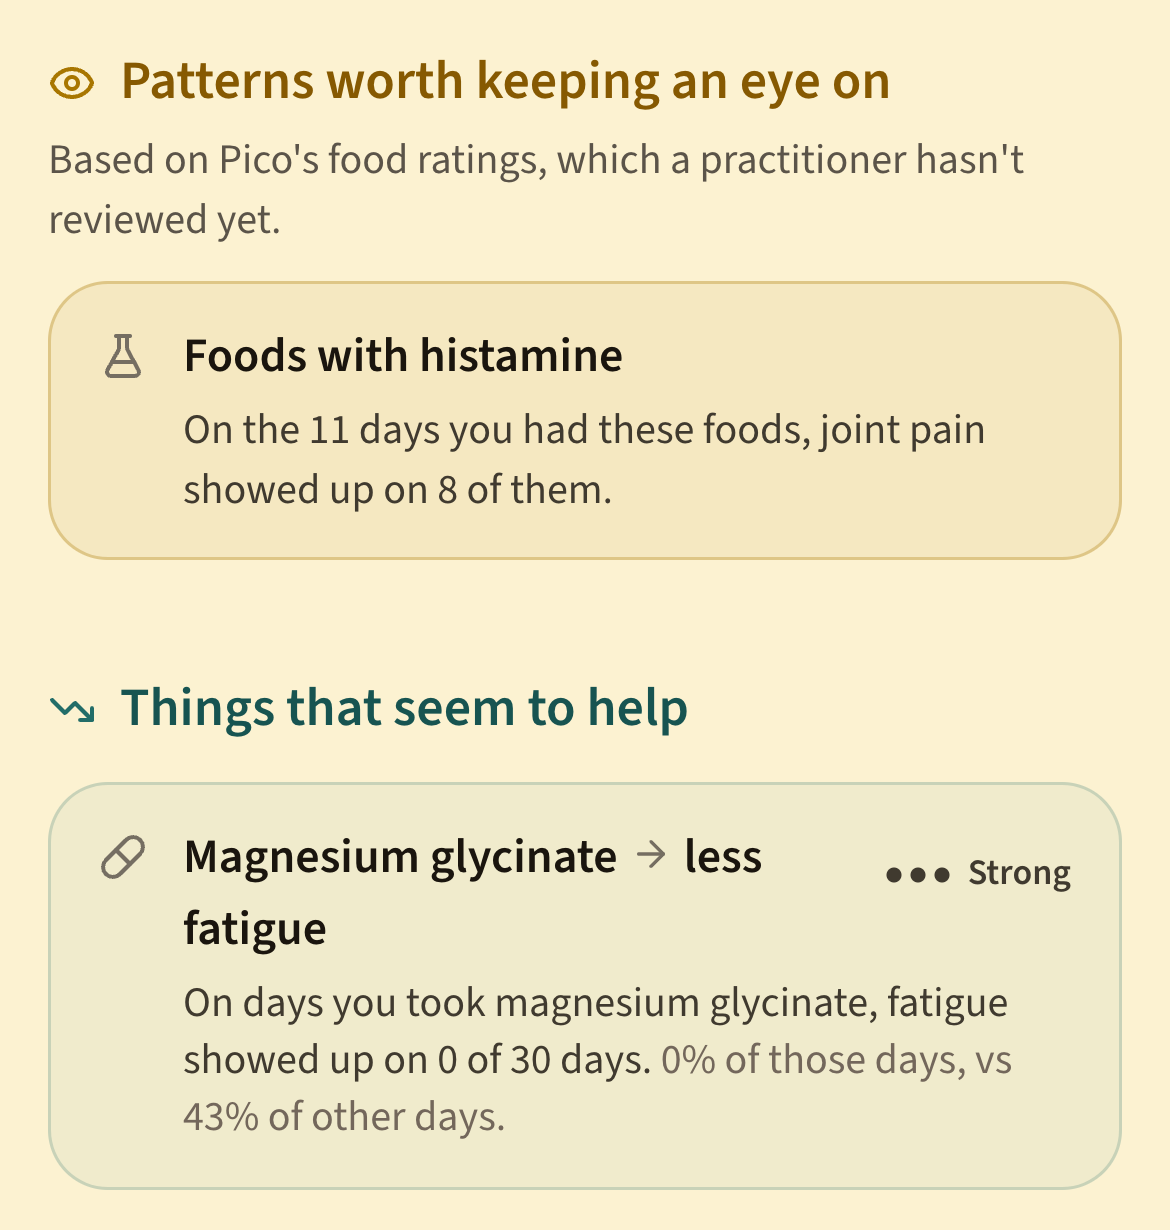 Patterns worth keeping an eye on
Based on Pico's food ratings, which a practitioner hasn't
reviewed yet.
Foods with histamine
On the 11 days you had these foods, joint pain
showed up on 8 of them.
Things that seem to help
Magnesium glycinate → less
fatigue
●●● Strong
On days you took magnesium glycinate, fatigue
showed up on 0 of 30 days. 0% of those days, vs
43% of other days.